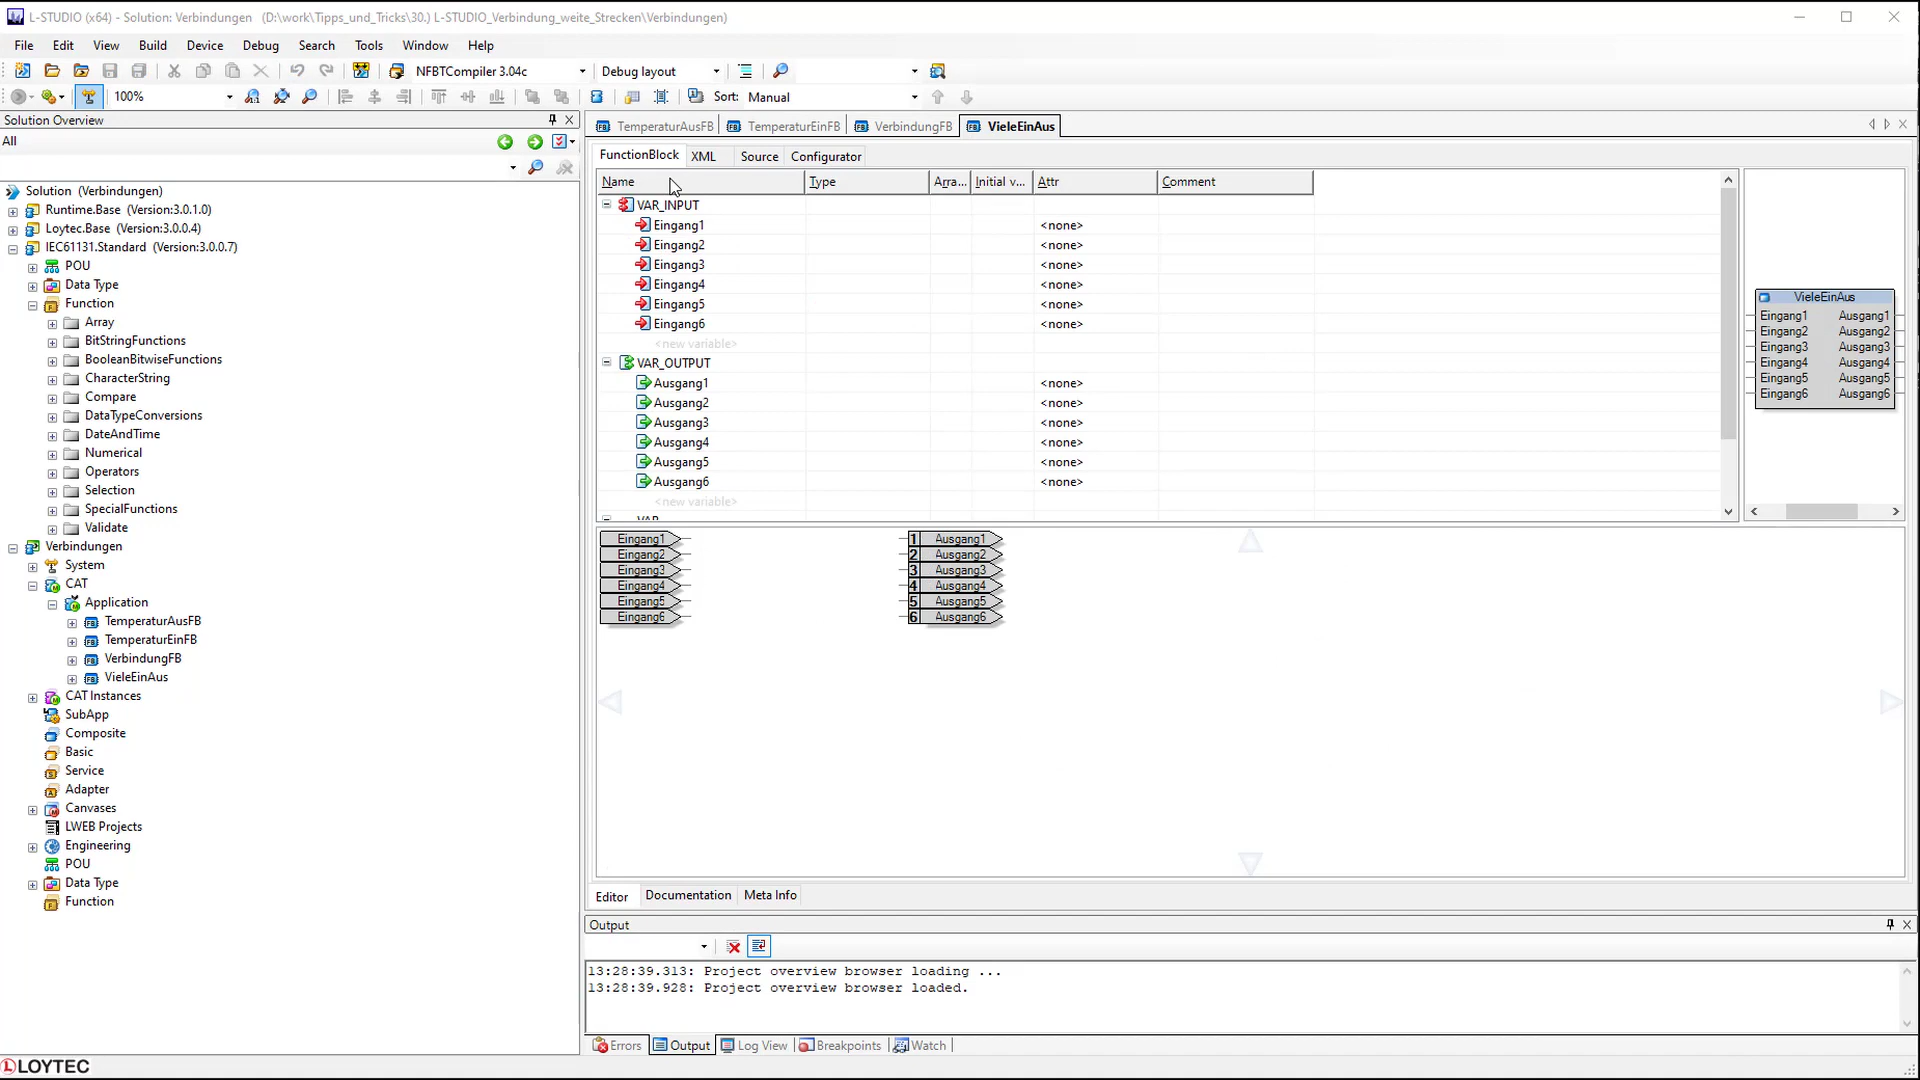 L-STUDIO (x64) - Solution: Verbindungen (D:\work\Tipps_und_Tricks\30.) L-STUDIO_Verbindung_weite_Strecken\Verbindungen)
File Edit View Build Device Debug Search Tools Window Help
NFBTCompiler 3.04c Debug layout
100% Sort: Manual
Solution Overview
All
Solution (Verbindungen)
Runtime.Base (Version:3.0.1.0)
Loytec.Base (Version:3.0.0.4)
IEC61131.Standard (Version:3.0.0.7)
POU
Data Type
Function
Array
BitStringFunctions
BooleanBitwiseFunctions
CharacterString
Compare
DataTypeConversions
DateAndTime
Numerical
Operators
Selection
SpecialFunctions
Validate
Verbindungen
System
CAT
Application
TemperaturAusFB
TemperaturEinFB
VerbindungFB
VieleEinAus
CAT Instances
SubApp
Composite
Basic
Service
Adapter
Canvases
LWEB Projects
Engineering
POU
Data Type
Function
TemperaturAusFB TemperaturEinFB VerbindungFB VieleEinAus
FunctionBlock XML Source Configurator
Name Type Arra... Initial v... Attr Comment
VAR_INPUT
Eingang1 <none>
Eingang2 <none>
Eingang3 <none>
Eingang4 <none>
Eingang5 <none>
Eingang6 <none>
<new variable>
VAR_OUTPUT
Ausgang1 <none>
Ausgang2 <none>
Ausgang3 <none>
Ausgang4 <none>
Ausgang5 <none>
Ausgang6 <none>
<new variable>
VAR
VieleEinAus
Eingang1 Ausgang1
Eingang2 Ausgang2
Eingang3 Ausgang3
Eingang4 Ausgang4
Eingang5 Ausgang5
Eingang6 Ausgang6
Eingang1 1 Ausgang1
Eingang2 2 Ausgang2
Eingang3 3 Ausgang3
Eingang4 4 Ausgang4
Eingang5 5 Ausgang5
Eingang6 6 Ausgang6
Editor Documentation Meta Info
Output
13:28:39.313: Project overview browser loading ...
13:28:39.928: Project overview browser loaded.
Errors Output Log View Breakpoints Watch
LOYTEC